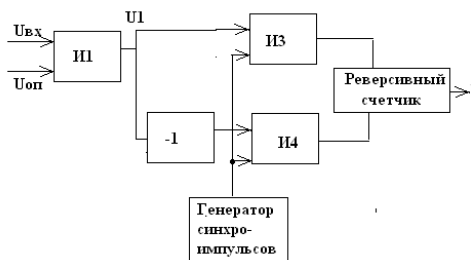 Uвх
U1
И1
И3
Uоп
Реверсивный
счетчик
-1
И4
Генератор
синхро-
импульсов